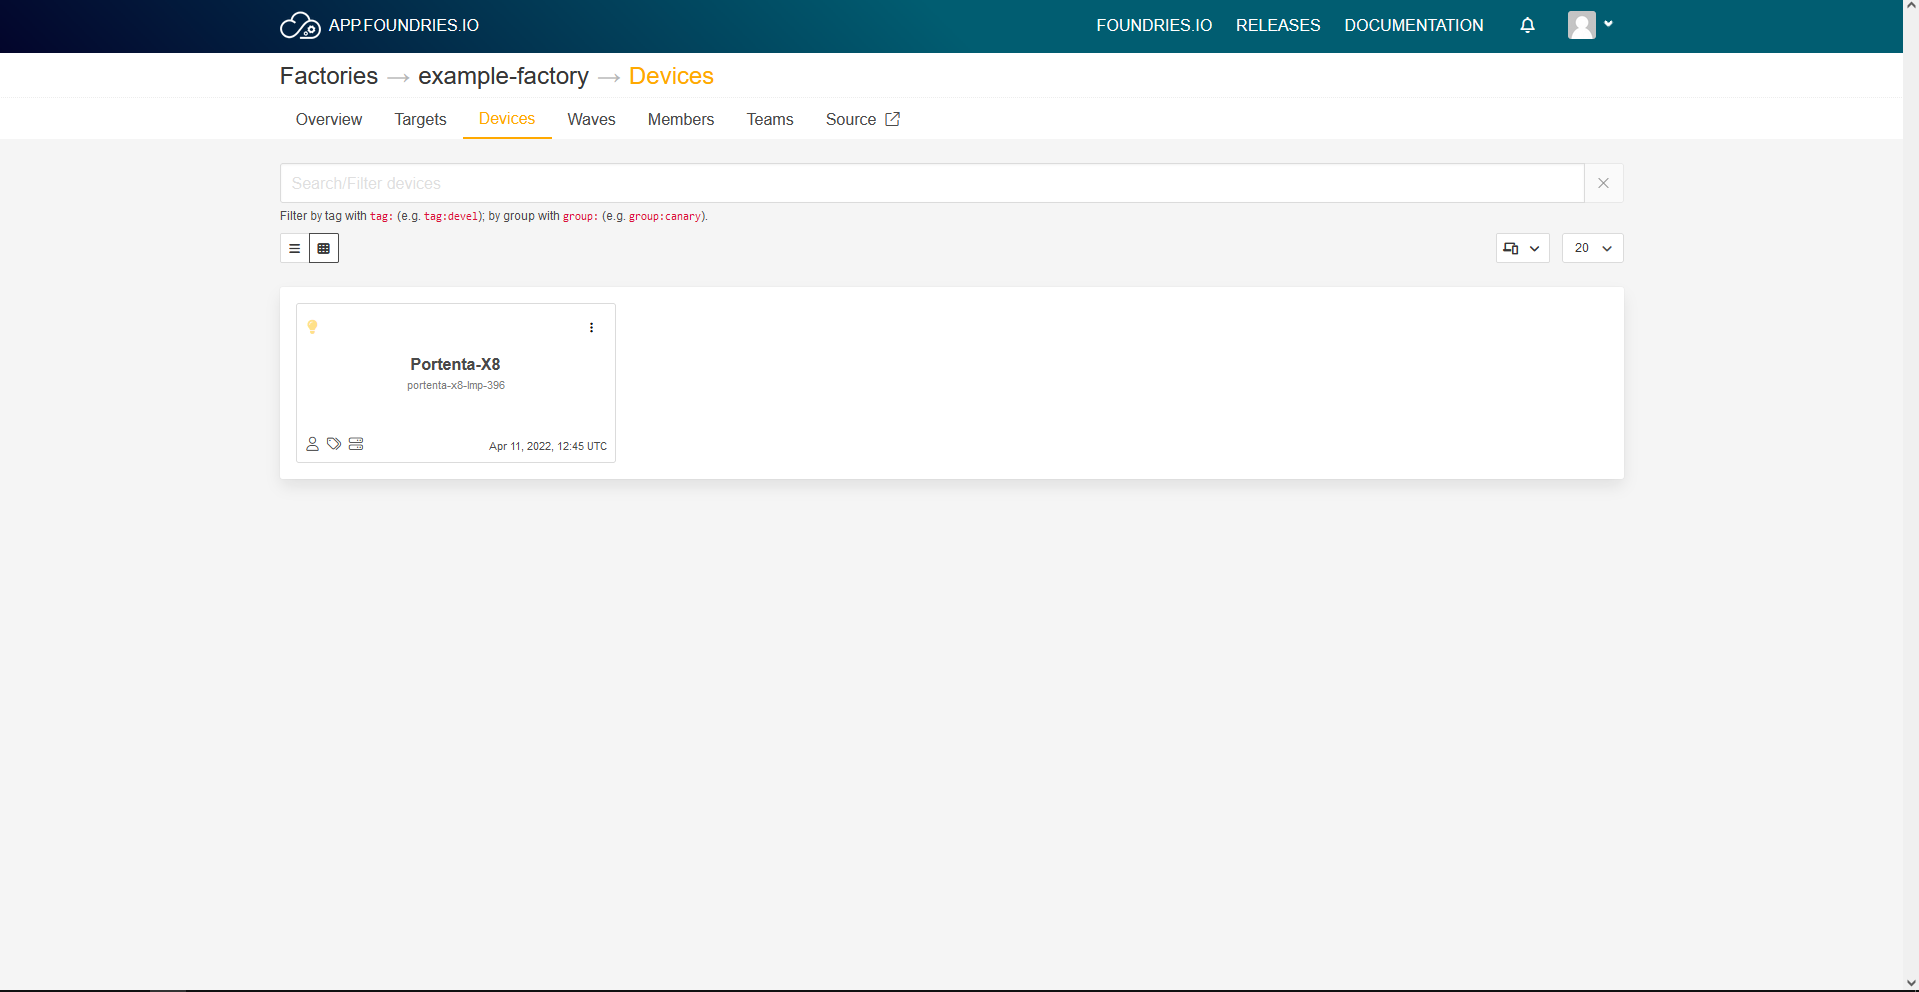 APP.FOUNDRIES.IO FOUNDRIES.IO RELEASES DOCUMENTATION
Factories → example-factory → Devices
Overview Targets Devices Waves Members Teams Source
Search/Filter devices
Filter by tag with tag: (e.g. tag:devel); by group with group: (e.g. group:canary).
20
Portenta-X8
portenta-x8-lmp-396
Apr 11, 2022, 12:45 UTC